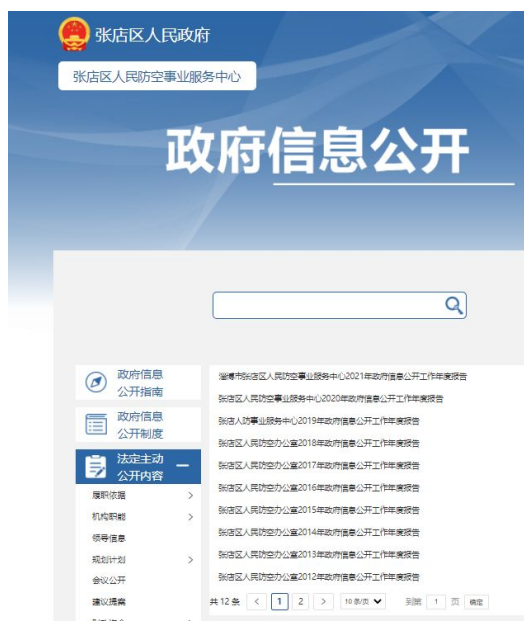 张店区人民政府
张店区人民防空事业服务中心
政府信息公开
政府信息
公开指南
政府信息
公开制度
法定主动
公开内容
履职依据
机构职能
领导信息
规划计划
会议公开
建议提案
淄博市张店区人民防空事业服务中心2021年政府信息公开工作年度报告
张店区人民防空事业服务中心2020年政府信息公开工作年度报告
张店人防事业服务中心2019年政府信息公开工作年度报告
张店区人民防空办公室2018年政府信息公开工作年度报告
张店区人民防空办公室2017年政府信息公开工作年度报告
张店区人民防空办公室2016年政府信息公开工作年度报告
张店区人民防空办公室2015年政府信息公开工作年度报告
张店区人民防空办公室2014年政府信息公开工作年度报告
张店区人民防空办公室2013年政府信息公开工作年度报告
张店区人民防空办公室2012年政府信息公开工作年度报告
共 12 条 < 1 2 > 10 条/页 到第 1 页 确定